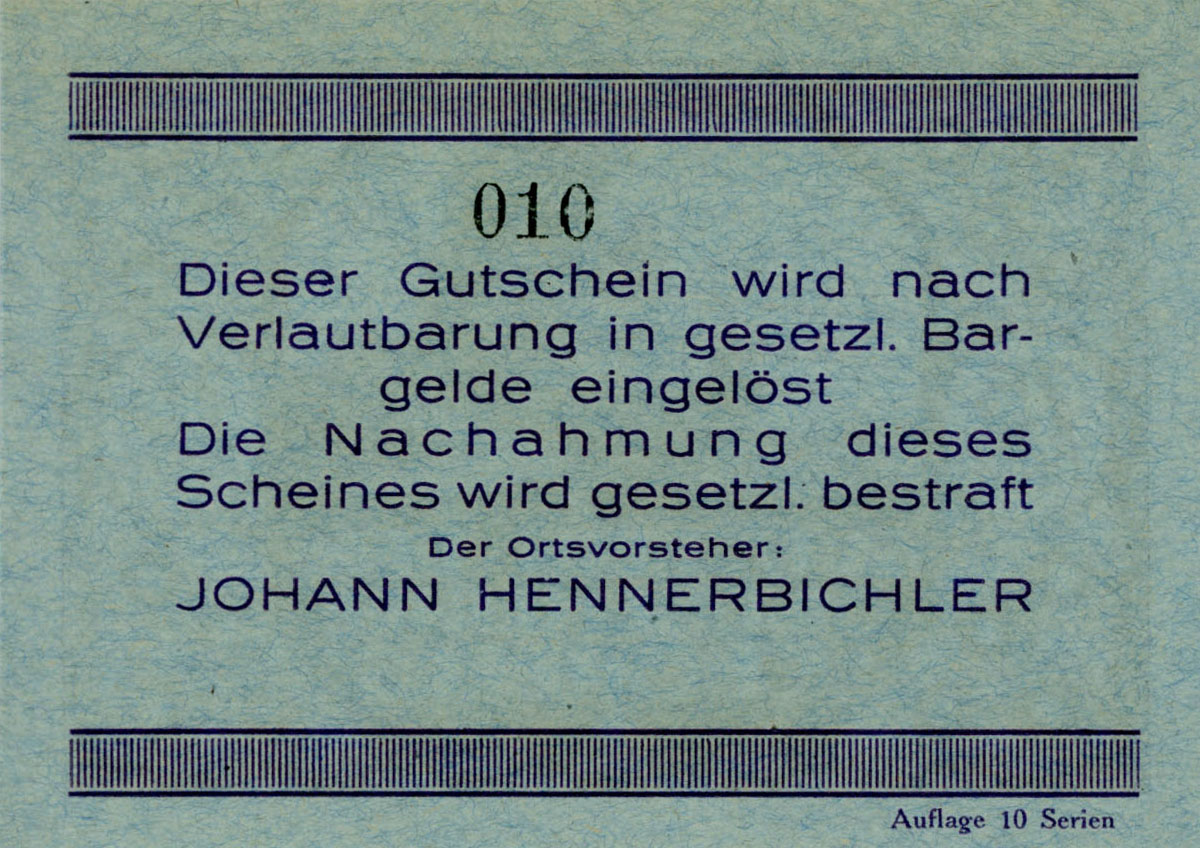 010
Dieser Gutschein wird nach
Verlautbarung in gesetzl. Bar-
gelde eingelöst
Die Nachahmung dieses
Scheines wird gesetzl. bestraft
Der Ortsvorsteher:
JOHANN HENNERBICHLER
Auflage 10 Serien